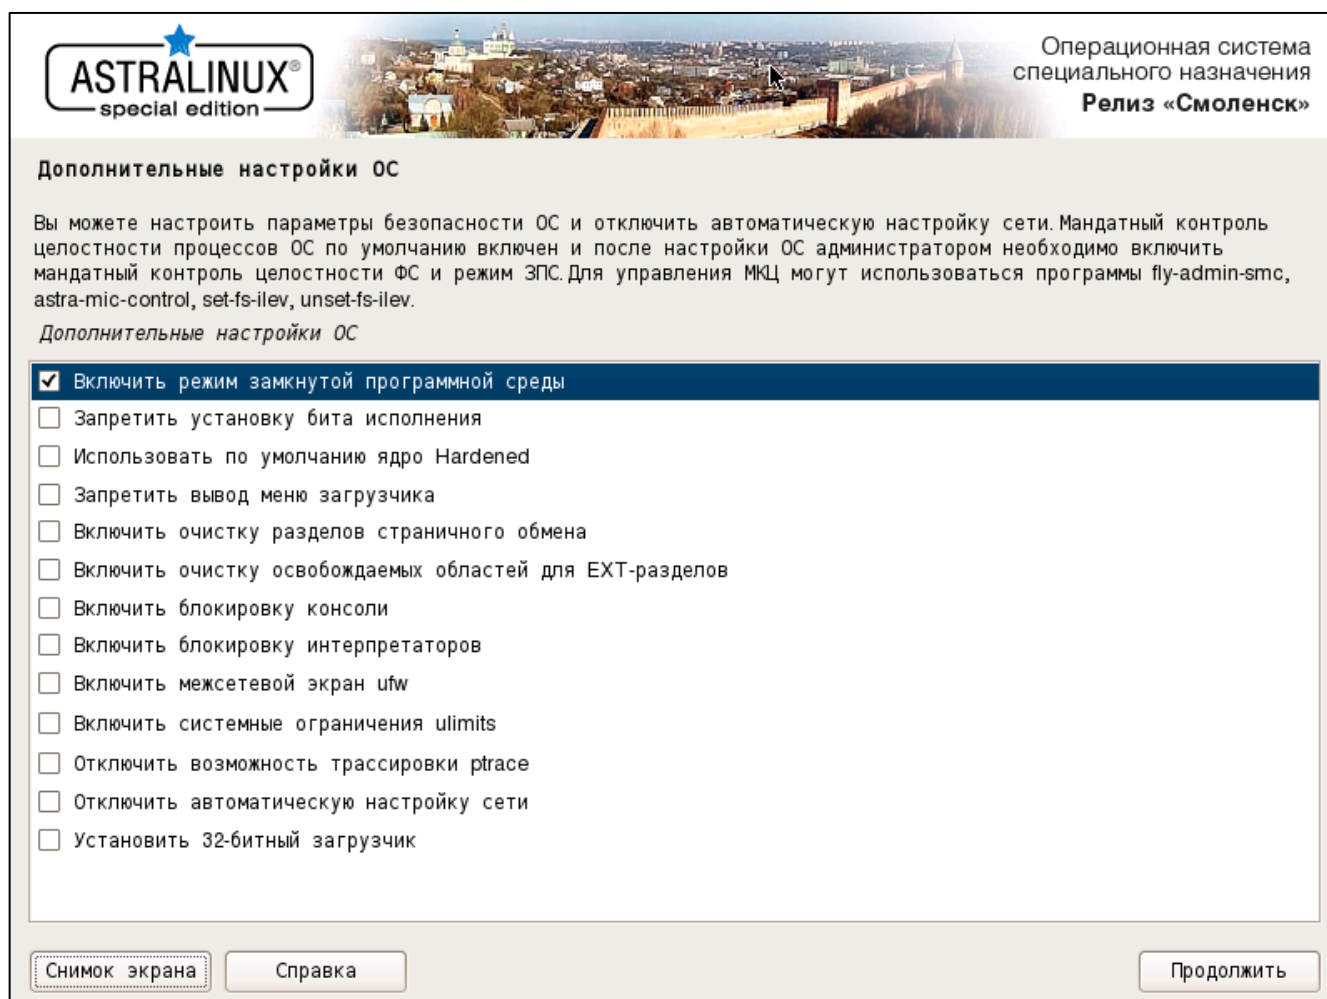 ASTRALINUX®
special edition
Операционная система
специального назначения
Релиз «Смоленск»
Дополнительные настройки ОС
Вы можете настроить параметры безопасности ОС и отключить автоматическую настройку сети. Мандатный контроль
целостности процессов ОС по умолчанию включен и после настройки ОС администратором необходимо включить
мандатный контроль целостности ФС и режим ЗПС. Для управления МКЦ могут использоваться программы fly-admin-smc,
astra-mic-control, set-fs-ilev, unset-fs-ilev.
Дополнительные настройки ОС
Включить режим замкнутой программной среды
Запретить установку бита исполнения
Использовать по умолчанию ядро Hardened
Запретить вывод меню загрузчика
Включить очистку разделов страничного обмена
Включить очистку освобождаемых областей для EXT-разделов
Включить блокировку консоли
Включить блокировку интерпретаторов
Включить межсетевой экран ufw
Включить системные ограничения ulimits
Отключить возможность трассировки ptrace
Отключить автоматическую настройку сети
Установить 32-битный загрузчик
Снимок экрана
Справка
Продолжить